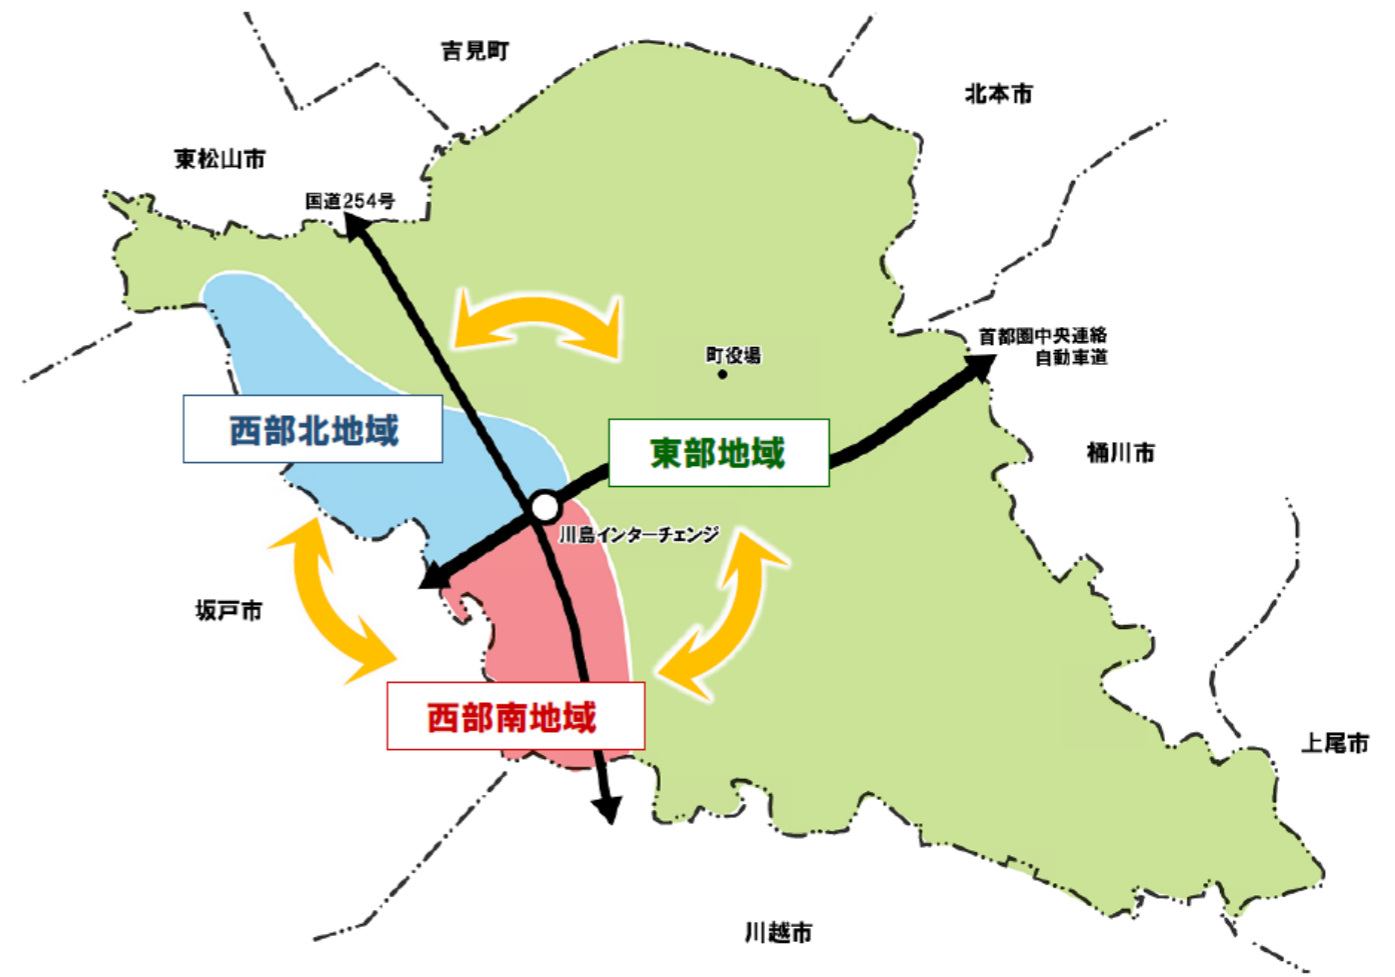 吉見町
北本市
東松山市
国道254号
首都圏中央連絡
自動車道
町役場
西部北地域
東部地域
桶川市
川島インターチェンジ
坂戸市
西部南地域
上尾市
川越市